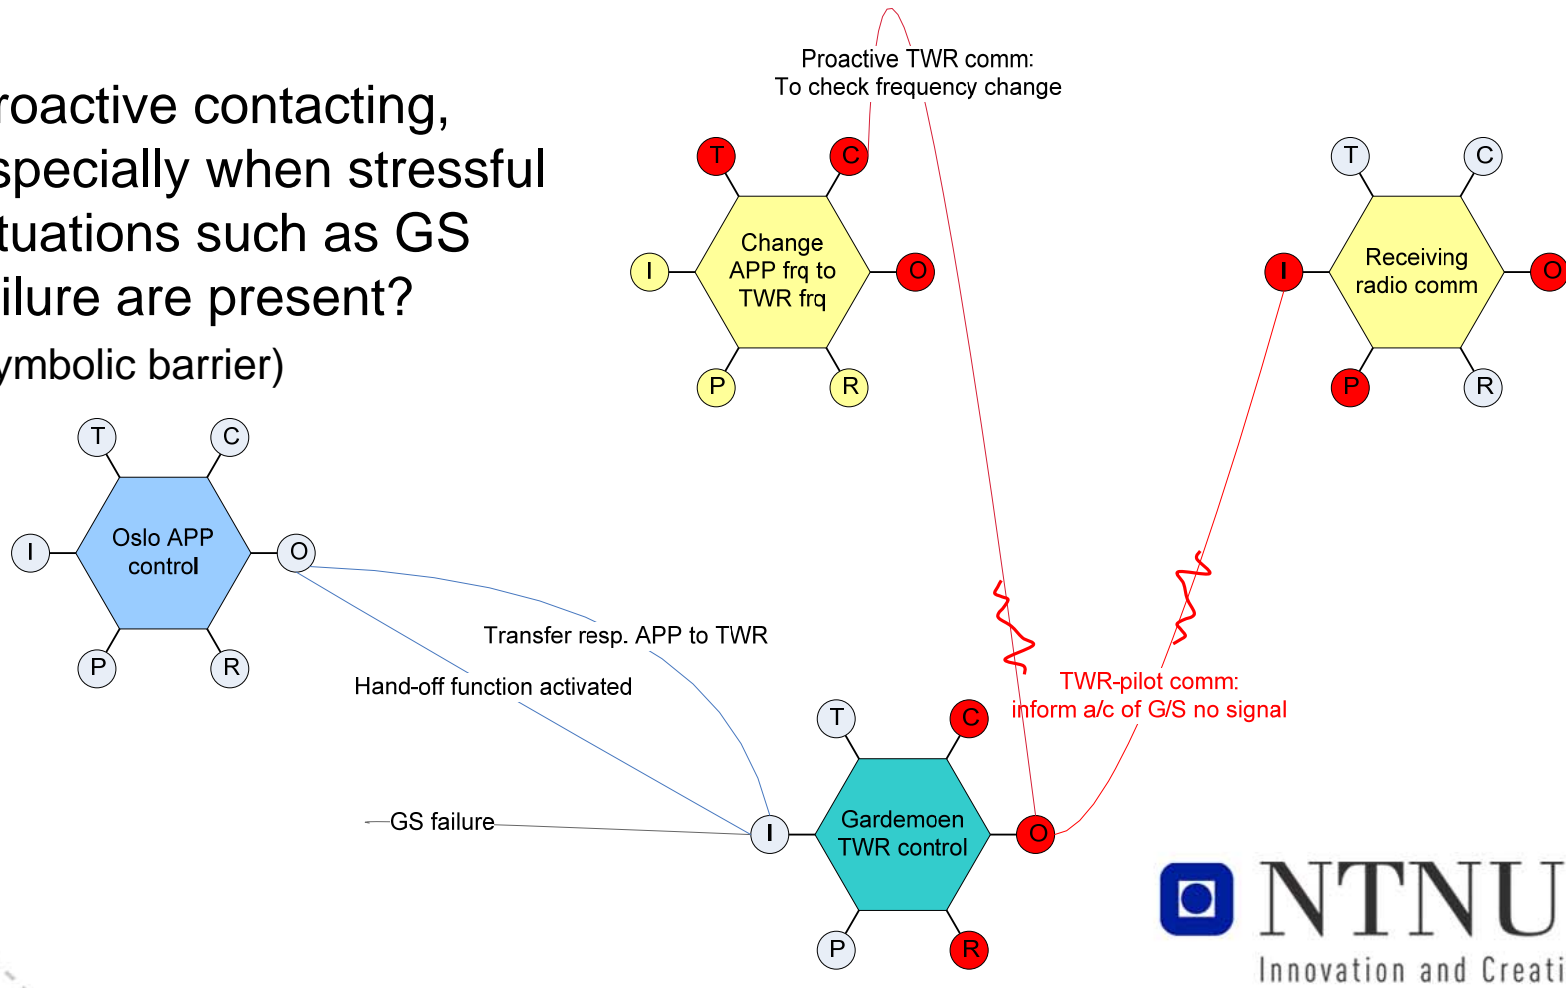 roactive contacting,
specially when stressful
tuations such as GS
ilure are present?
ymbolic barrier)
Proactive TWR comm:
To check frequency change
T
C
I
Change
APP frq to
TWR frq
O
P
R
T
C
I
Receiving
radio comm
O
P
R
T
C
I
Oslo APP
control
O
P
R
Transfer resp. APP to TWR
Hand-off function activated
GS failure
TWR-pilot comm:
inform a/c of G/S no signal
T
C
I
Gardemoen
TWR control
O
P
R
NTNU
Innovation and Creati